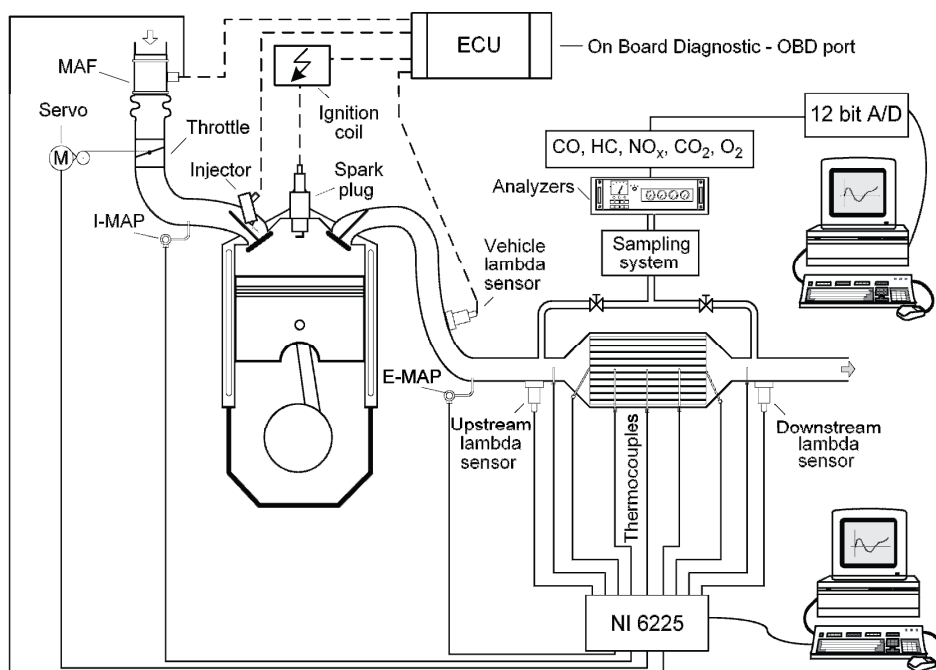 ECU
On Board Diagnostic - OBD port
MAF
Ignition
coil
Servo
M
Throttle
12 bit A/D
CO, HC, NOx, CO2, O2
Injector
Spark
plug
Analyzers
I-MAP
Vehicle
lambda
sensor
Sampling
system
E-MAP
Upstream
lambda
sensor
Thermocouples
Downstream
lambda
sensor
NI 6225